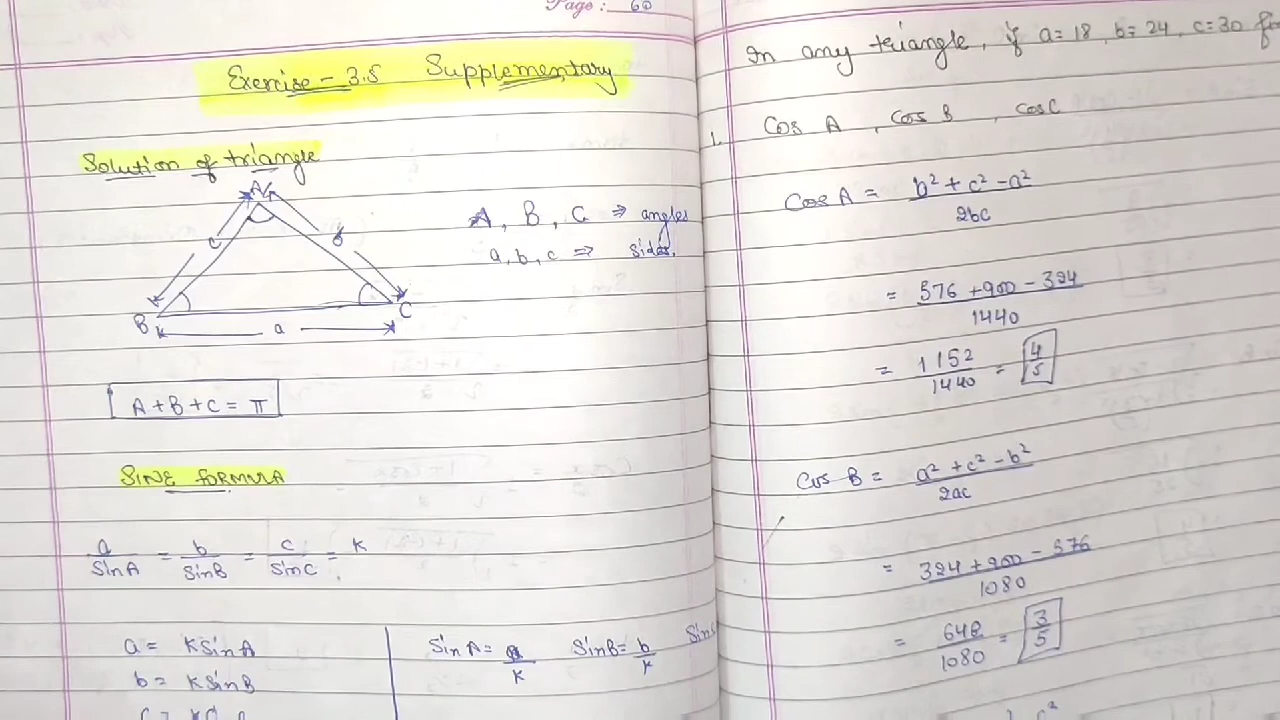 Page: 60
Exercise - 3.5 Supplementary
Solution of triangle
A
c
b
B
a
C
A, B, C ⇒ angles
a, b, c ⇒ sides.
A+B+C = π
SINE FORMULA
a/SinA = b/SinB = c/SinC = K
a = KSinA
b = KSinB
SinA = a/K SinB = b/K
In any triangle, if a=18, b=24, c=30
1. Cos A, Cos B, Cos C
Cos A = b² + c² - a² / 2bc
= 576 + 900 - 324 / 1440
= 1152/1440 = 4/5
Cos B = a² + c² - b² / 2ac
= 324 + 900 - 576 / 1080
= 648/1080 = 3/5